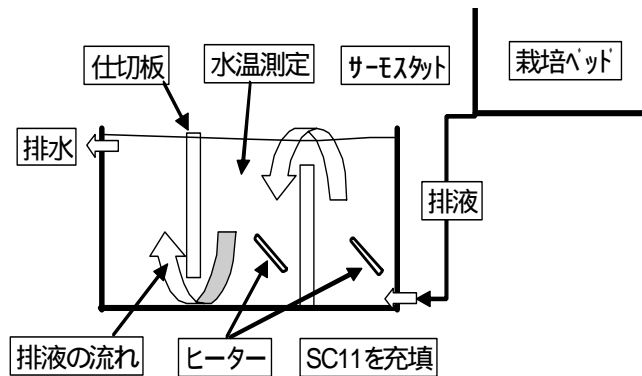 仕切板
水温測定
サーモスタット
栽培ベッド
排水
排液
排液の流れ
ヒーター
SC11を充填